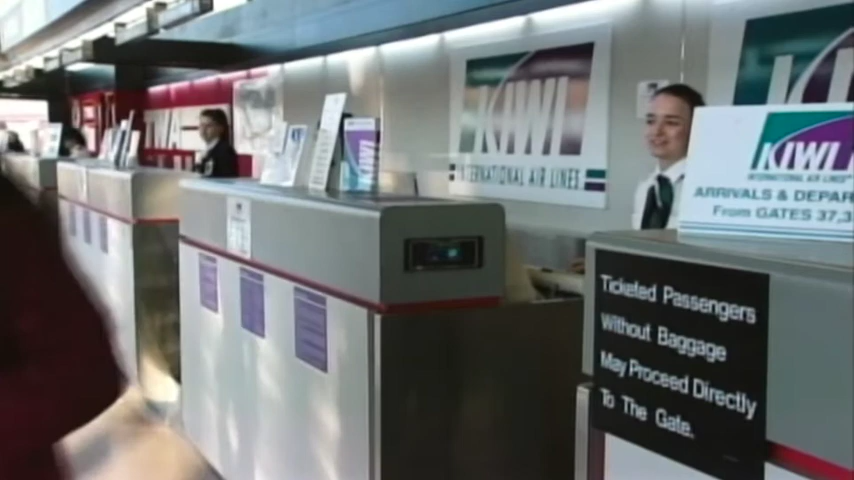 TWA
KIWI
INTERNATIONAL AIR LINES
KIWI
KIWI
INTERNATIONAL AIR LINES
ARRIVALS & DEPAR
From GATES 37,3
Ticketed Passengers
Without Baggage
May Proceed Directly
To The Gate.